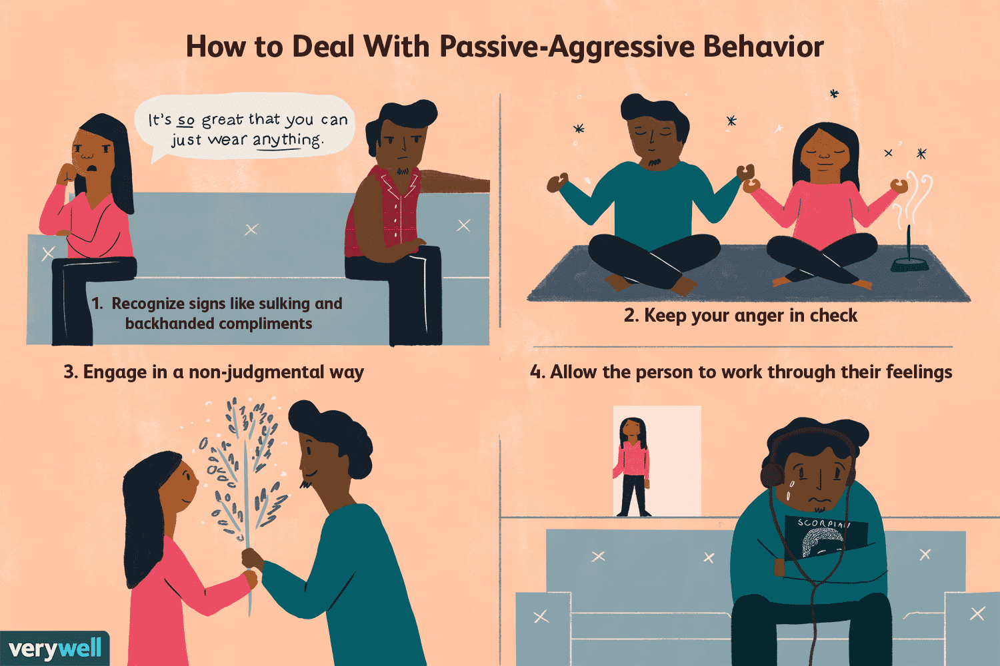 How to Deal With Passive-Aggressive Behavior
It's so great that you can
just wear anything.
1. Recognize signs like sulking and
backhanded compliments
2. Keep your anger in check
3. Engage in a non-judgmental way
4. Allow the person to work through their feelings
SCORPIAN
verywell